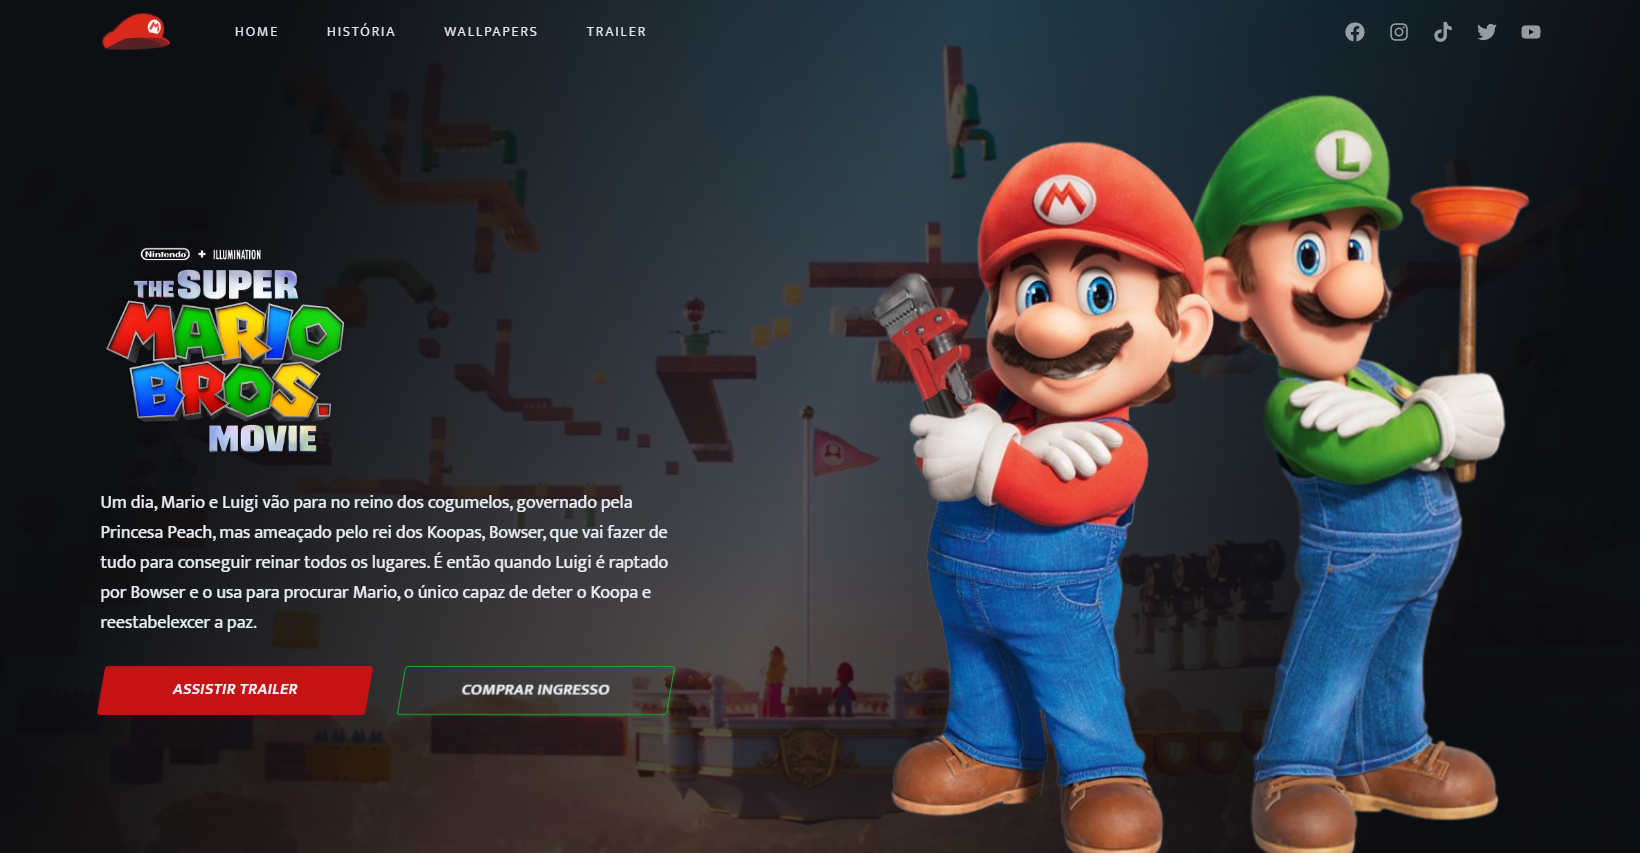 M
HOME HISTÓRIA WALLPAPERS TRAILER
L
M
Nintendo + ILLUMINATION
THE SUPER
MARIO
BROS.
MOVIE
Um dia, Mario e Luigi vão para no reino dos cogumelos, governado pela
Princesa Peach, mas ameaçado pelo rei dos Koopas, Bowser, que vai fazer de
tudo para conseguir reinar todos os lugares. É então quando Luigi é raptado
por Bowser e o usa para procurar Mario, o único capaz de deter o Koopa e
reestabelexcer a paz.
ASSISTIR TRAILER
COMPRAR INGRESSO